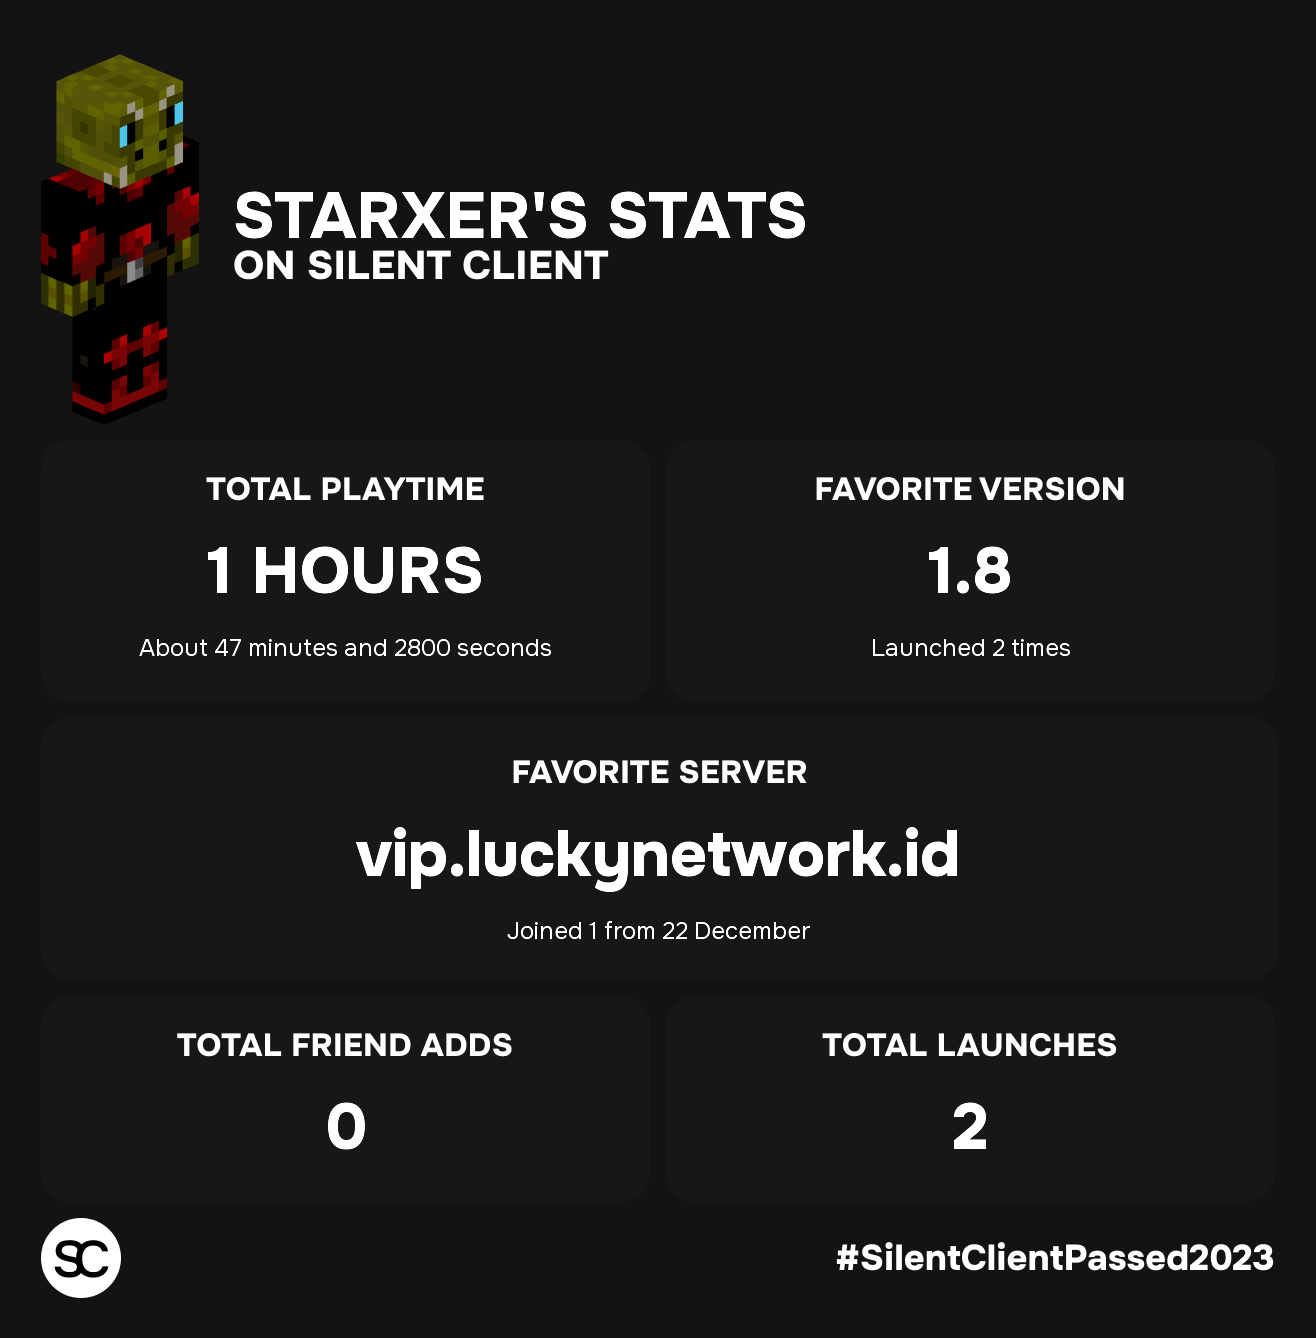 STARXER'S STATS
ON SILENT CLIENT
TOTAL PLAYTIME
1 HOURS
About 47 minutes and 2800 seconds
FAVORITE VERSION
1.8
Launched 2 times
FAVORITE SERVER
vip.luckynetwork.id
Joined 1 from 22 December
TOTAL FRIEND ADDS
0
TOTAL LAUNCHES
2
SC
#SilentClientPassed2023